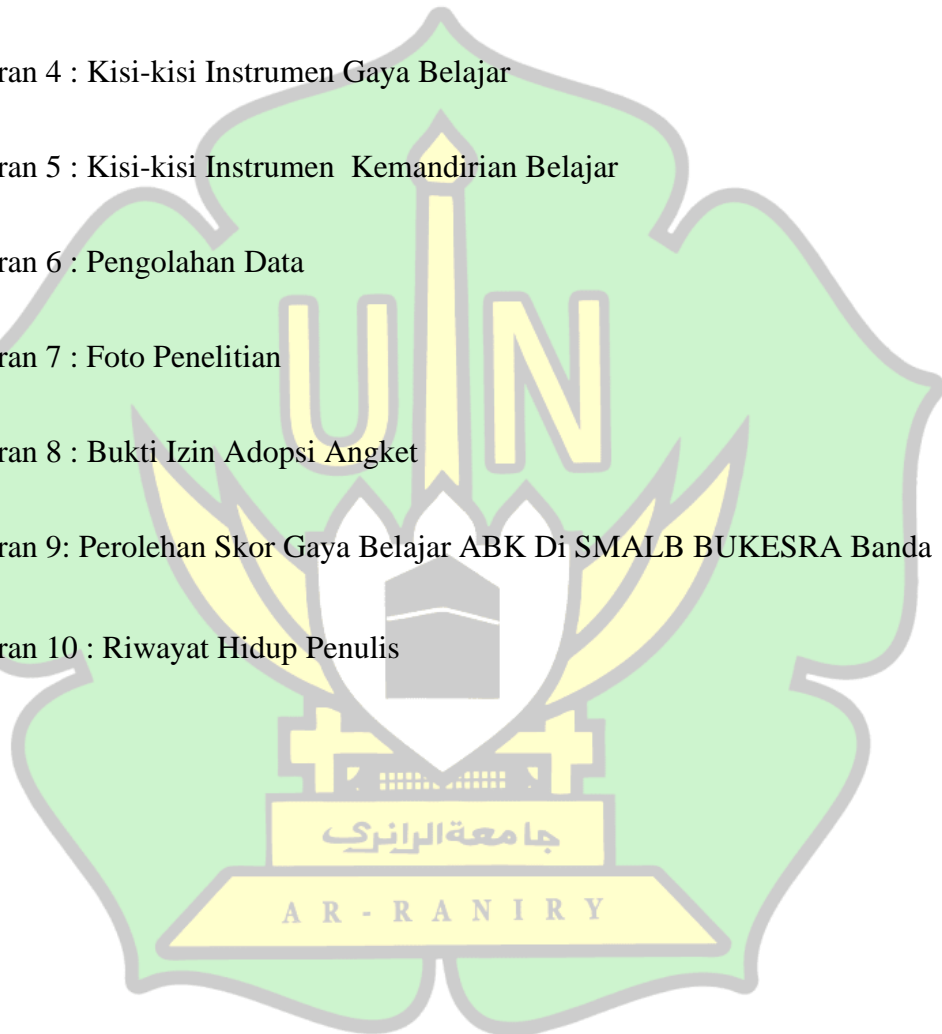 ran 4 : Kisi-kisi Instrumen Gaya Belajar
ran 5 : Kisi-kisi Instrumen Kemandirian Belajar
ran 6 : Pengolahan Data
ran 7 : Foto Penelitian
ran 8 : Bukti Izin Adopsi Angket
ran 9: Perolehan Skor Gaya Belajar ABK Di SMALB BUKESRA Banda
ran 10 : Riwayat Hidup Penulis
UIN
جامعةالرانري
AR-RANIRY